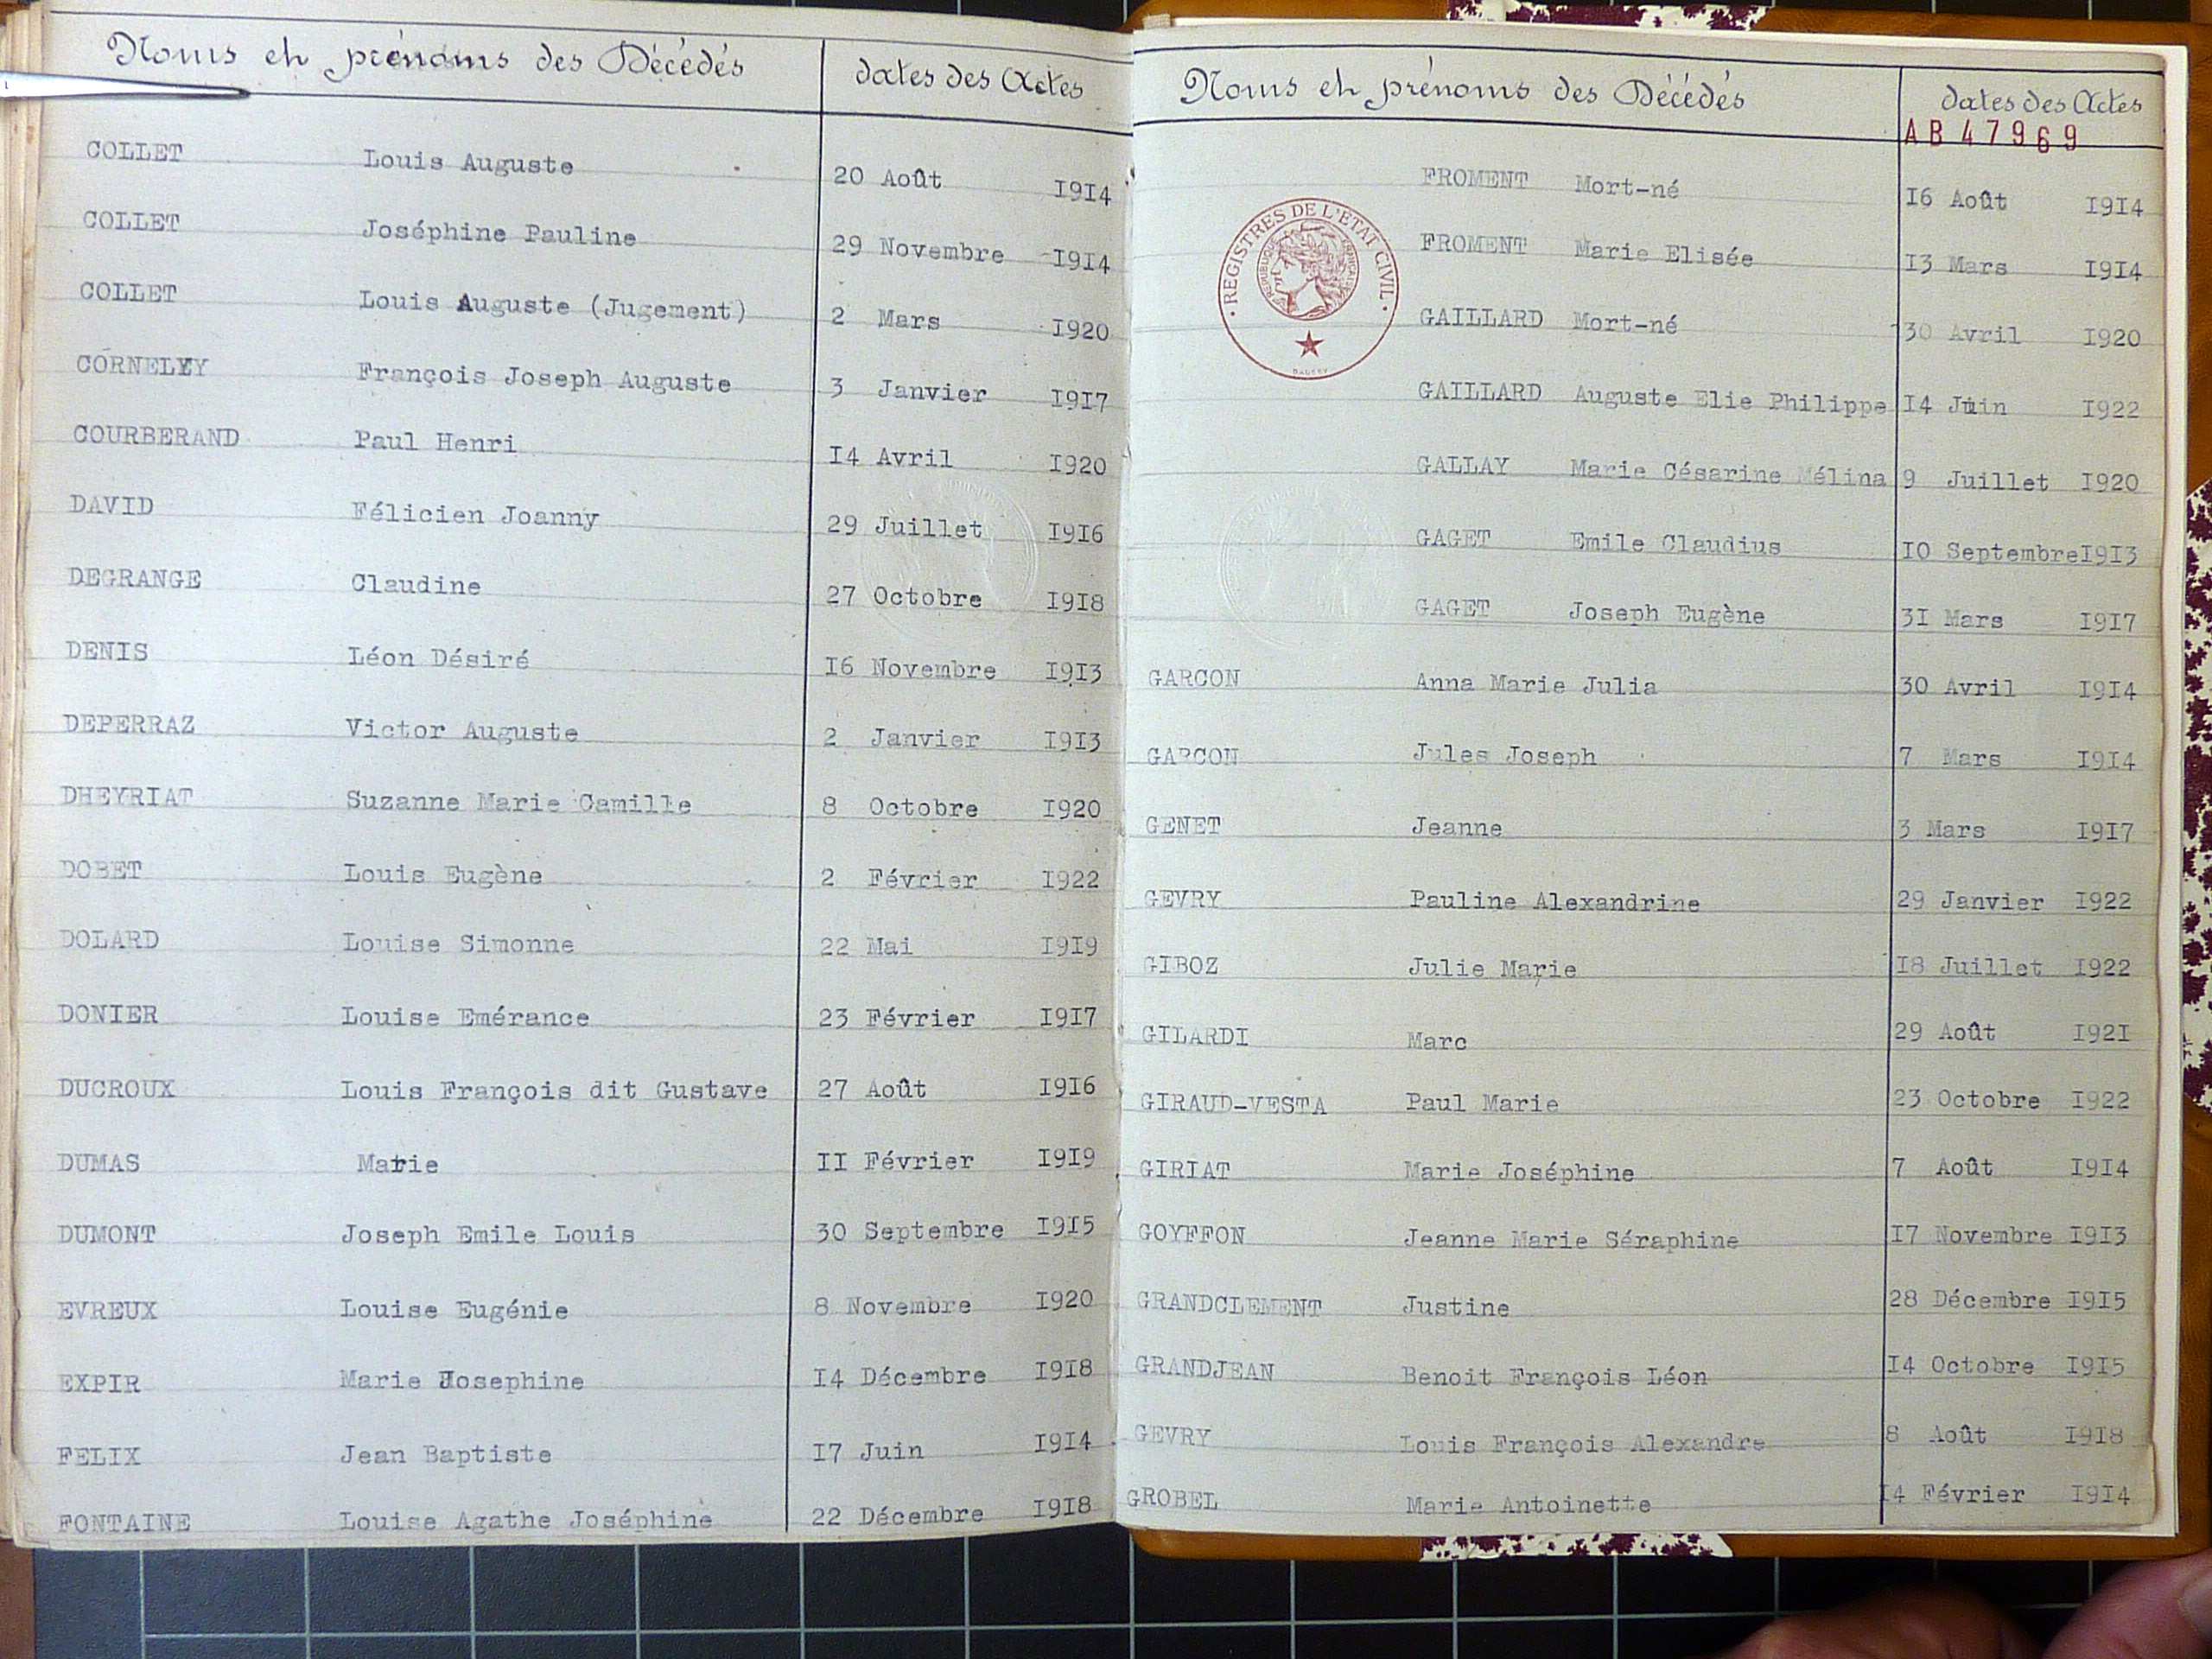 Noms et prénoms des Décédés dates des Actes
COLLET Louis Auguste 20 Août 1914
COLLET Joséphine Pauline 29 Novembre 1914
COLLET Louis Auguste (Jugement) 2 Mars 1920
CORNELEY François Joseph Auguste 3 Janvier 1917
COURBERAND Paul Henri 14 Avril 1920
DAVID Félicien Joanny 29 Juillet 1916
DEGRANGE Claudine 27 Octobre 1918
DENIS Léon Désiré 16 Novembre 1913
DEPERRAZ Victor Auguste 2 Janvier 1913
DHEYRIAT Suzanne Marie Camille 8 Octobre 1920
DOBET Louis Eugène 2 Février 1922
DOLARD Louise Simonne 22 Mai 1919
DONIER Louise Emérance 23 Février 1917
DUCROUX Louis François dit Gustave 27 Août 1916
DUMAS Marie 11 Février 1919
DUMONT Joseph Emile Louis 30 Septembre 1915
EVREUX Louise Eugénie 8 Novembre 1920
EXPIR Marie Josephine 14 Décembre 1918
FELIX Jean Baptiste 17 Juin 1914
FONTAINE Louise Agathe Joséphine 22 Décembre 1918
Noms et prénoms des Décédés dates des Actes
AB 47969
REGISTRES DE L'ETAT CIVIL
REPUBLIQUE FRANCAISE
FROMENT Mort-né 16 Août 1914
FROMENT Marie Elisée 13 Mars 1914
GAILLARD Mort-né 30 Avril 1920
GAILLARD Auguste Elie Philippe 14 Juin 1922
GALLAY Marie Césarine Mélina 9 Juillet 1920
GAGET Emile Claudius 10 Septembre 1913
GAGET Joseph Eugène 31 Mars 1917
GARCON Anna Marie Julia 30 Avril 1914
GARCON Jules Joseph 7 Mars 1914
GENET Jeanne 3 Mars 1917
GEVRY Pauline Alexandrine 29 Janvier 1922
GIBOZ Julie Marie 18 Juillet 1922
GILARDI Marc 29 Août 1921
GIRAUD-VESTA Paul Marie 23 Octobre 1922
GIRIAT Marie Joséphine 7 Août 1914
GOYFFON Jeanne Marie Séraphine 17 Novembre 1913
GRANDCLEMENT Justine 28 Décembre 1915
GRANDJEAN Benoit François Léon 14 Octobre 1915
GEVRY Louis François Alexandre 8 Août 1918
GROBEL Marie Antoinette 14 Février 1914